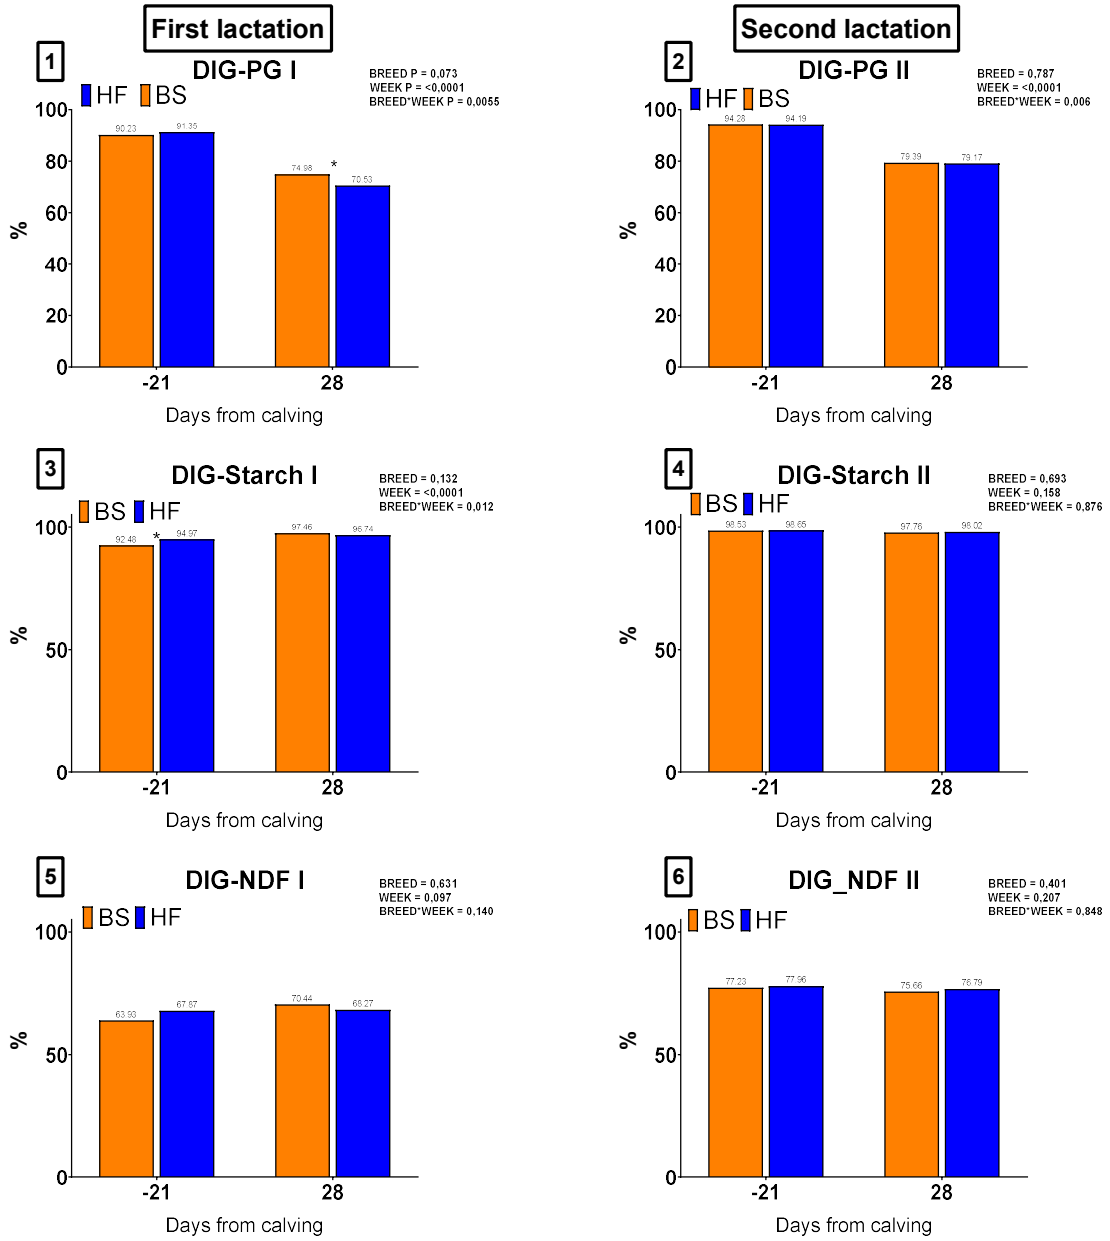 First lactation
Second lactation
1
DIG-PG I
BREED P = 0,073
WEEK P = <0,0001
BREED*WEEK P = 0,0055
HF BS
100
80
60
40
20
0
%
90.23
91.35
74.98
*
70.53
-21
28
Days from calving
2
DIG-PG II
BREED = 0,787
WEEK = <0,0001
BREED*WEEK = 0,006
HF BS
100
80
60
40
20
0
%
94.28
94.19
79.39
79.17
-21
28
Days from calving
3
DIG-Starch I
BREED = 0,132
WEEK = <0,0001
BREED*WEEK = 0,012
BS HF
100
50
0
%
92.48
*
94.97
97.46
96.74
-21
28
Days from calving
4
DIG-Starch II
BREED = 0,693
WEEK = 0,158
BREED*WEEK = 0,876
BS HF
100
50
0
%
98.53
98.65
97.76
98.02
-21
28
Days from calving
5
DIG-NDF I
BREED = 0,631
WEEK = 0,097
BREED*WEEK = 0,140
BS HF
100
50
0
%
63.93
67.87
70.44
68.27
-21
28
Days from calving
6
DIG_NDF II
BREED = 0,401
WEEK = 0,207
BREED*WEEK = 0,848
BS HF
100
50
0
%
77.23
77.96
75.66
76.79
-21
28
Days from calving